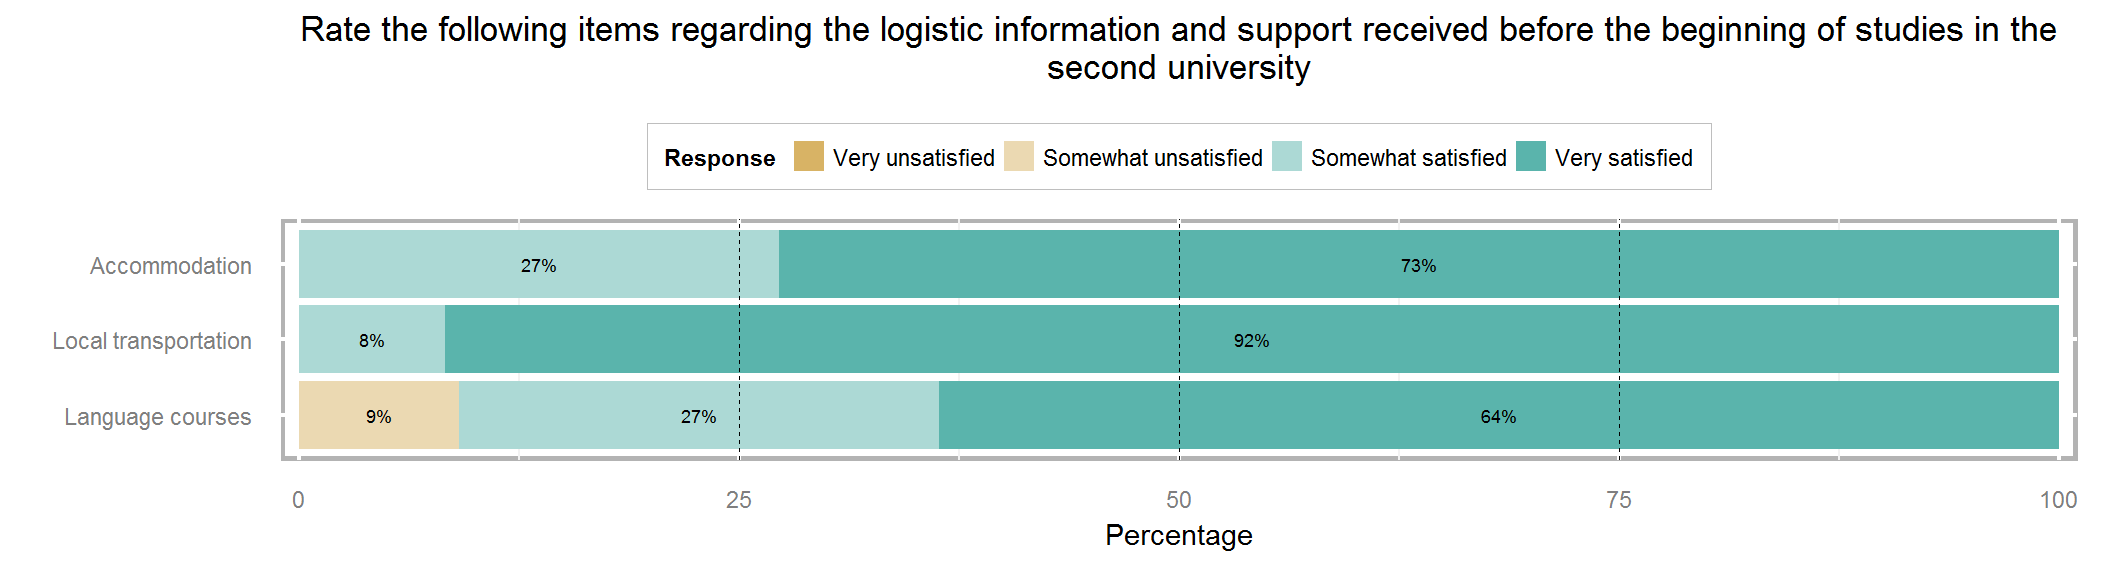 Rate the following items regarding the logistic information and support received before the beginning of studies in the
second university
Response Very unsatisfied Somewhat unsatisfied Somewhat satisfied Very satisfied
Accommodation 27% 73%
Local transportation 8% 92%
Language courses 9% 27% 64%
0 25 50 75 100
Percentage